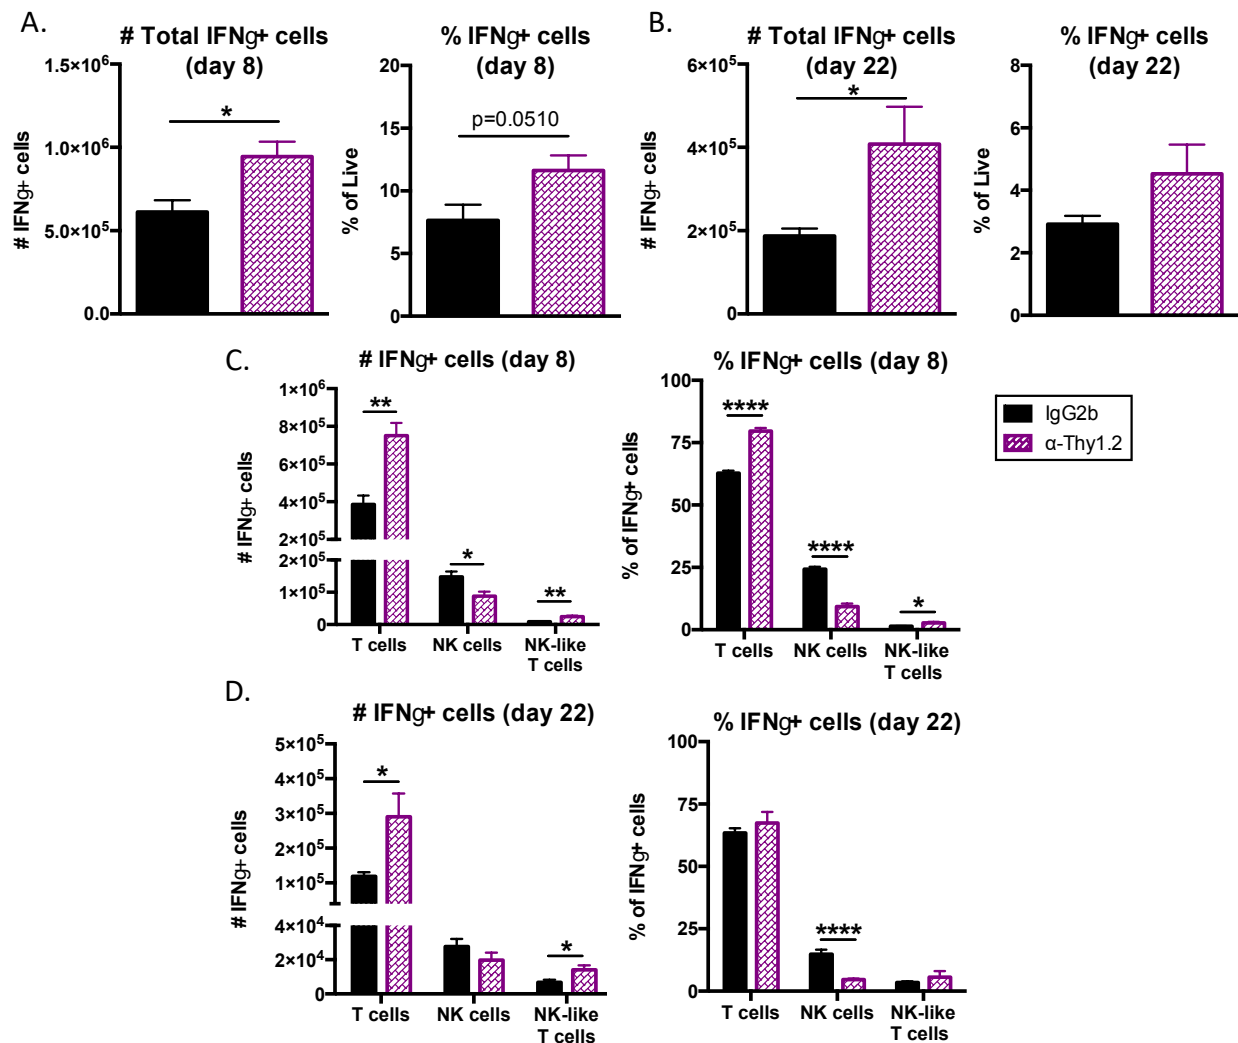 A.
# Total IFNg+ cells
(day 8)
# IFNg+ cells
1.5×10⁶
1.0×10⁶
5.0×10⁵
0.0
*
% IFNg+ cells
(day 8)
% of Live
20
15
10
5
0
p=0.0510
B.
# Total IFNg+ cells
(day 22)
# IFNg+ cells
6×10⁵
4×10⁵
2×10⁵
0
*
% IFNg+ cells
(day 22)
% of Live
8
6
4
2
0
C.
# IFNg+ cells (day 8)
# IFNg+ cells
1×10⁶
8×10⁵
6×10⁵
4×10⁵
2×10⁵
2×10⁵
1×10⁵
0
**
*
**
T cells
NK cells
NK-like
T cells
% IFNg+ cells (day 8)
% of IFNg+ cells
100
75
50
25
0
****
****
*
T cells
NK cells
NK-like
T cells
IgG2b
α-Thy1.2
D.
# IFNg+ cells (day 22)
# IFNg+ cells
5×10⁵
4×10⁵
3×10⁵
2×10⁵
1×10⁵
4×10⁴
2×10⁴
0
*
*
T cells
NK cells
NK-like
T cells
% IFNg+ cells (day 22)
% of IFNg+ cells
100
75
50
25
0
****
T cells
NK cells
NK-like
T cells